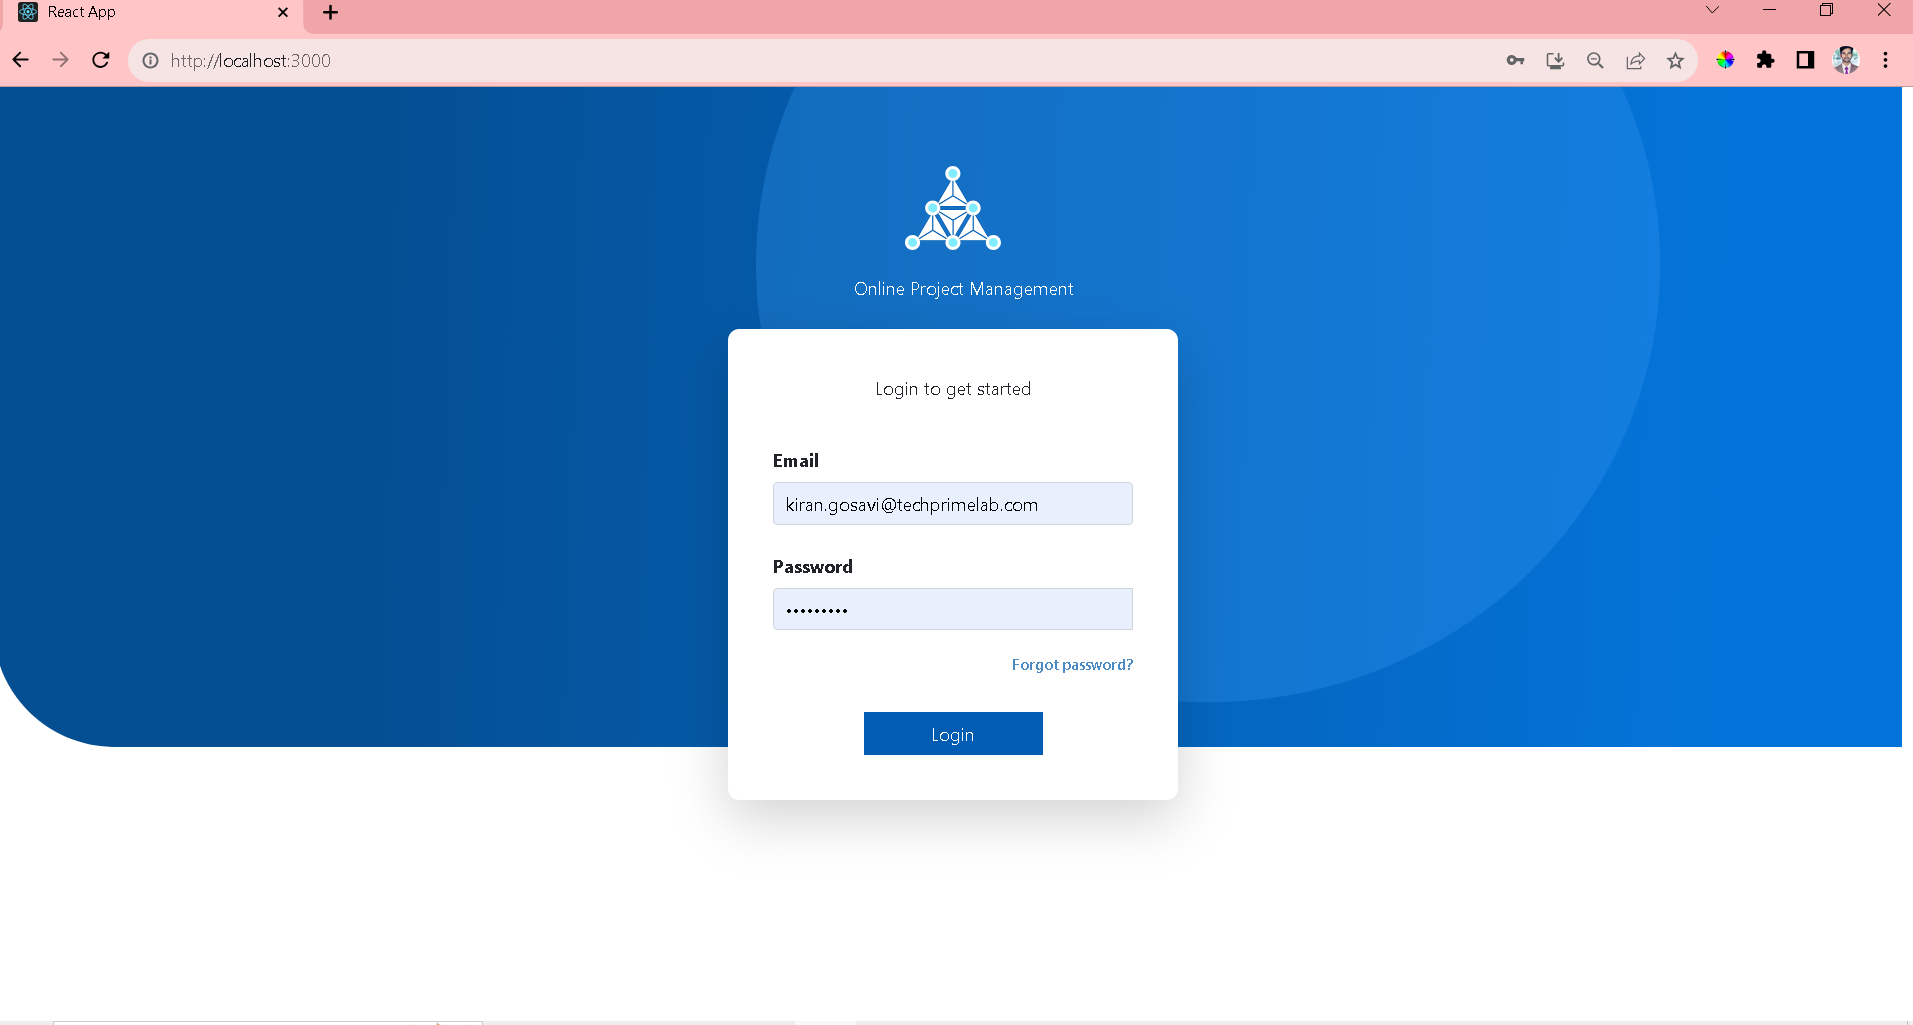 React App
http://localhost:3000
Online Project Management
Login to get started
Email
kiran.gosavi@techprimelab.com
Password
•••••••••
Forgot password?
Login